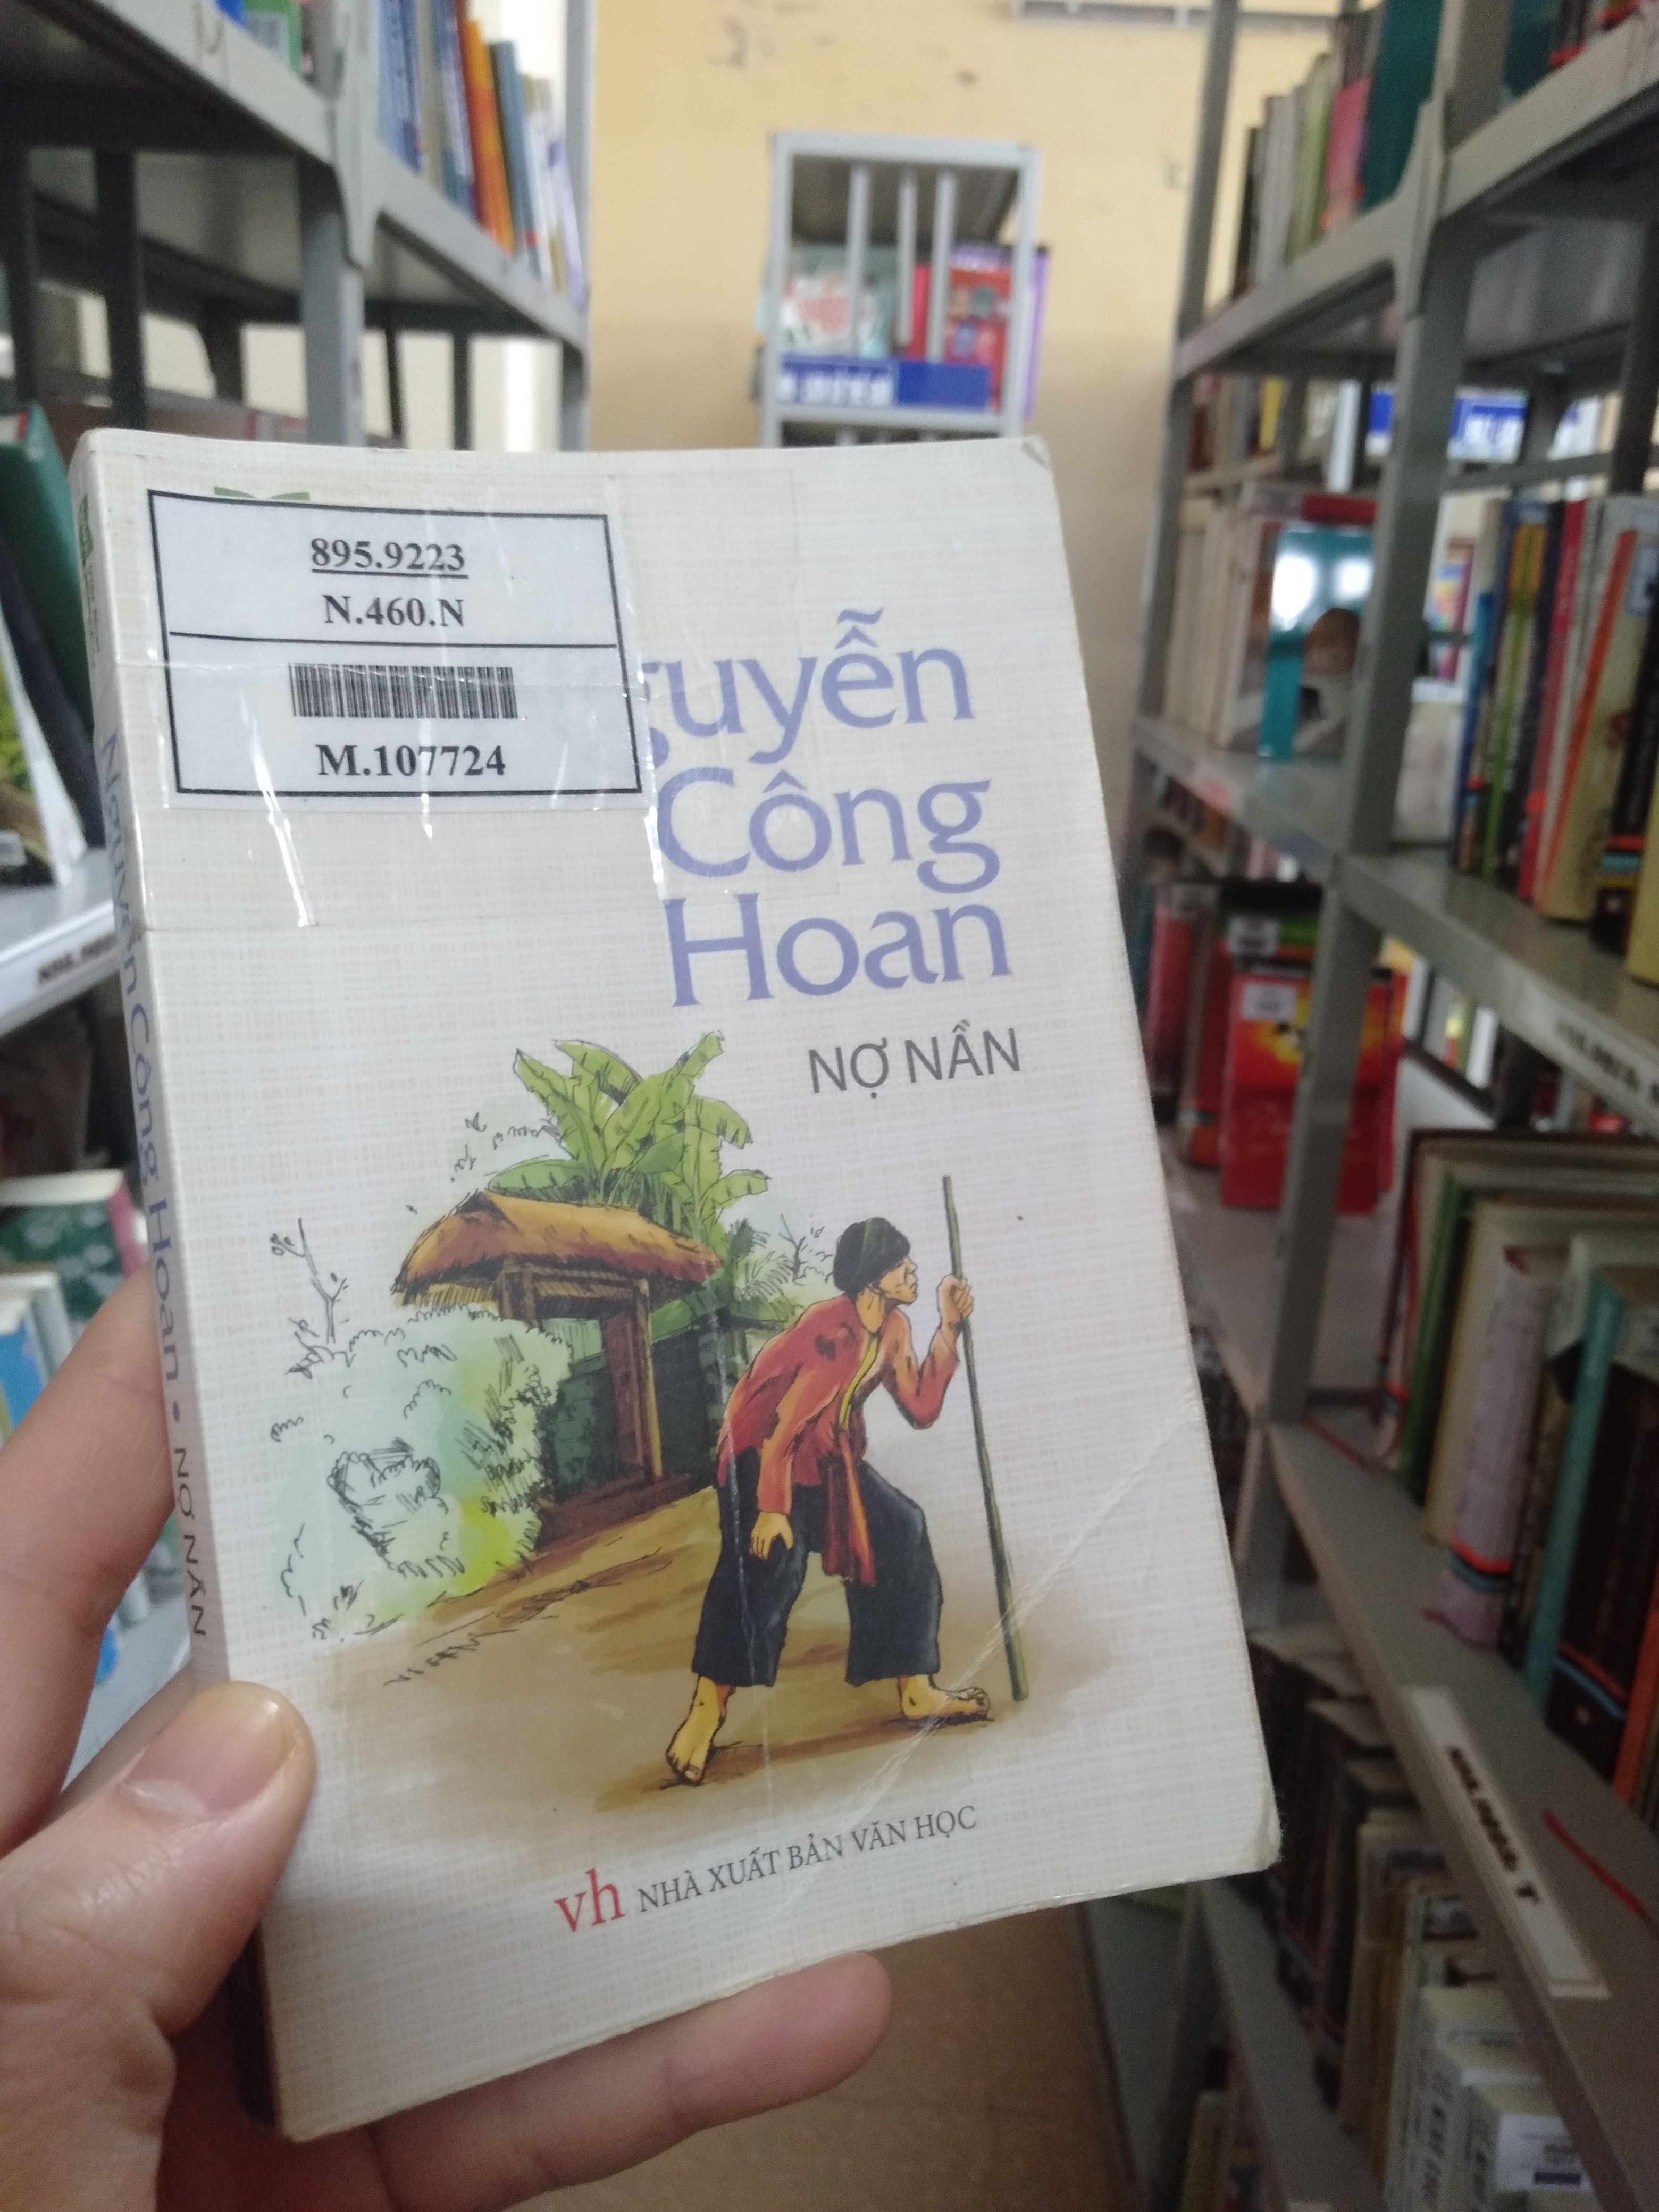 895.9223
N.460.N
M.107724
guyễn
Công
Hoan
NỢ NẦN
Nguyễn Công Hoan • NỢ NẦN
vh NHÀ XUẤT BẢN VĂN HỌC